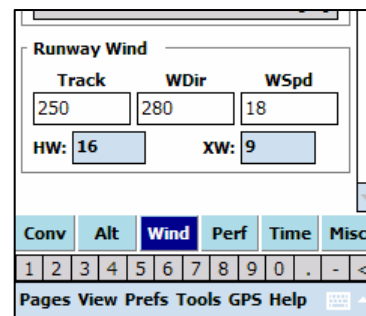 Runway Wind
Track WDir WSpd
250 280 18
HW: 16 XW: 9
Conv Alt Wind Perf Time Misc
1 2 3 4 5 6 7 8 9 0 . - <
Pages View Prefs Tools GPS Help